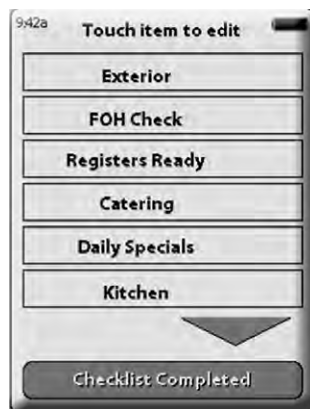 9:42a
Touch item to edit
Exterior
FOH Check
Registers Ready
Catering
Daily Specials
Kitchen
Checklist Completed